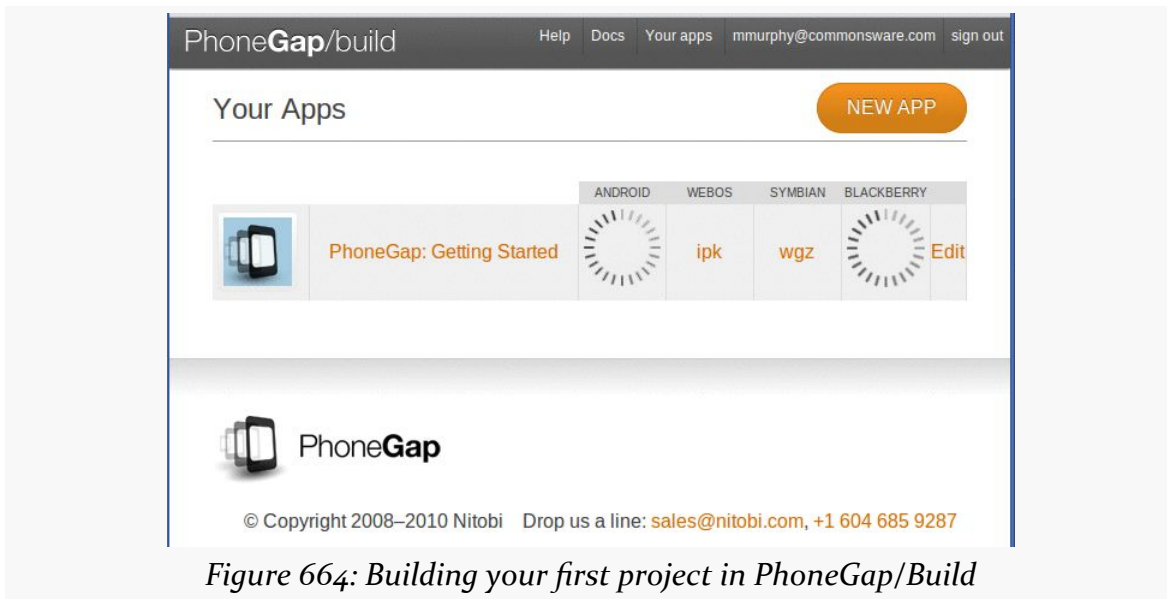 PhoneGap/build Help Docs Your apps mmurphy@commonsware.com sign out
Your Apps NEW APP
ANDROID WEBOS SYMBIAN BLACKBERRY
PhoneGap: Getting Started ipk wgz Edit
PhoneGap
© Copyright 2008–2010 Nitobi Drop us a line: sales@nitobi.com, +1 604 685 9287
Figure 664: Building your first project in PhoneGap/Build